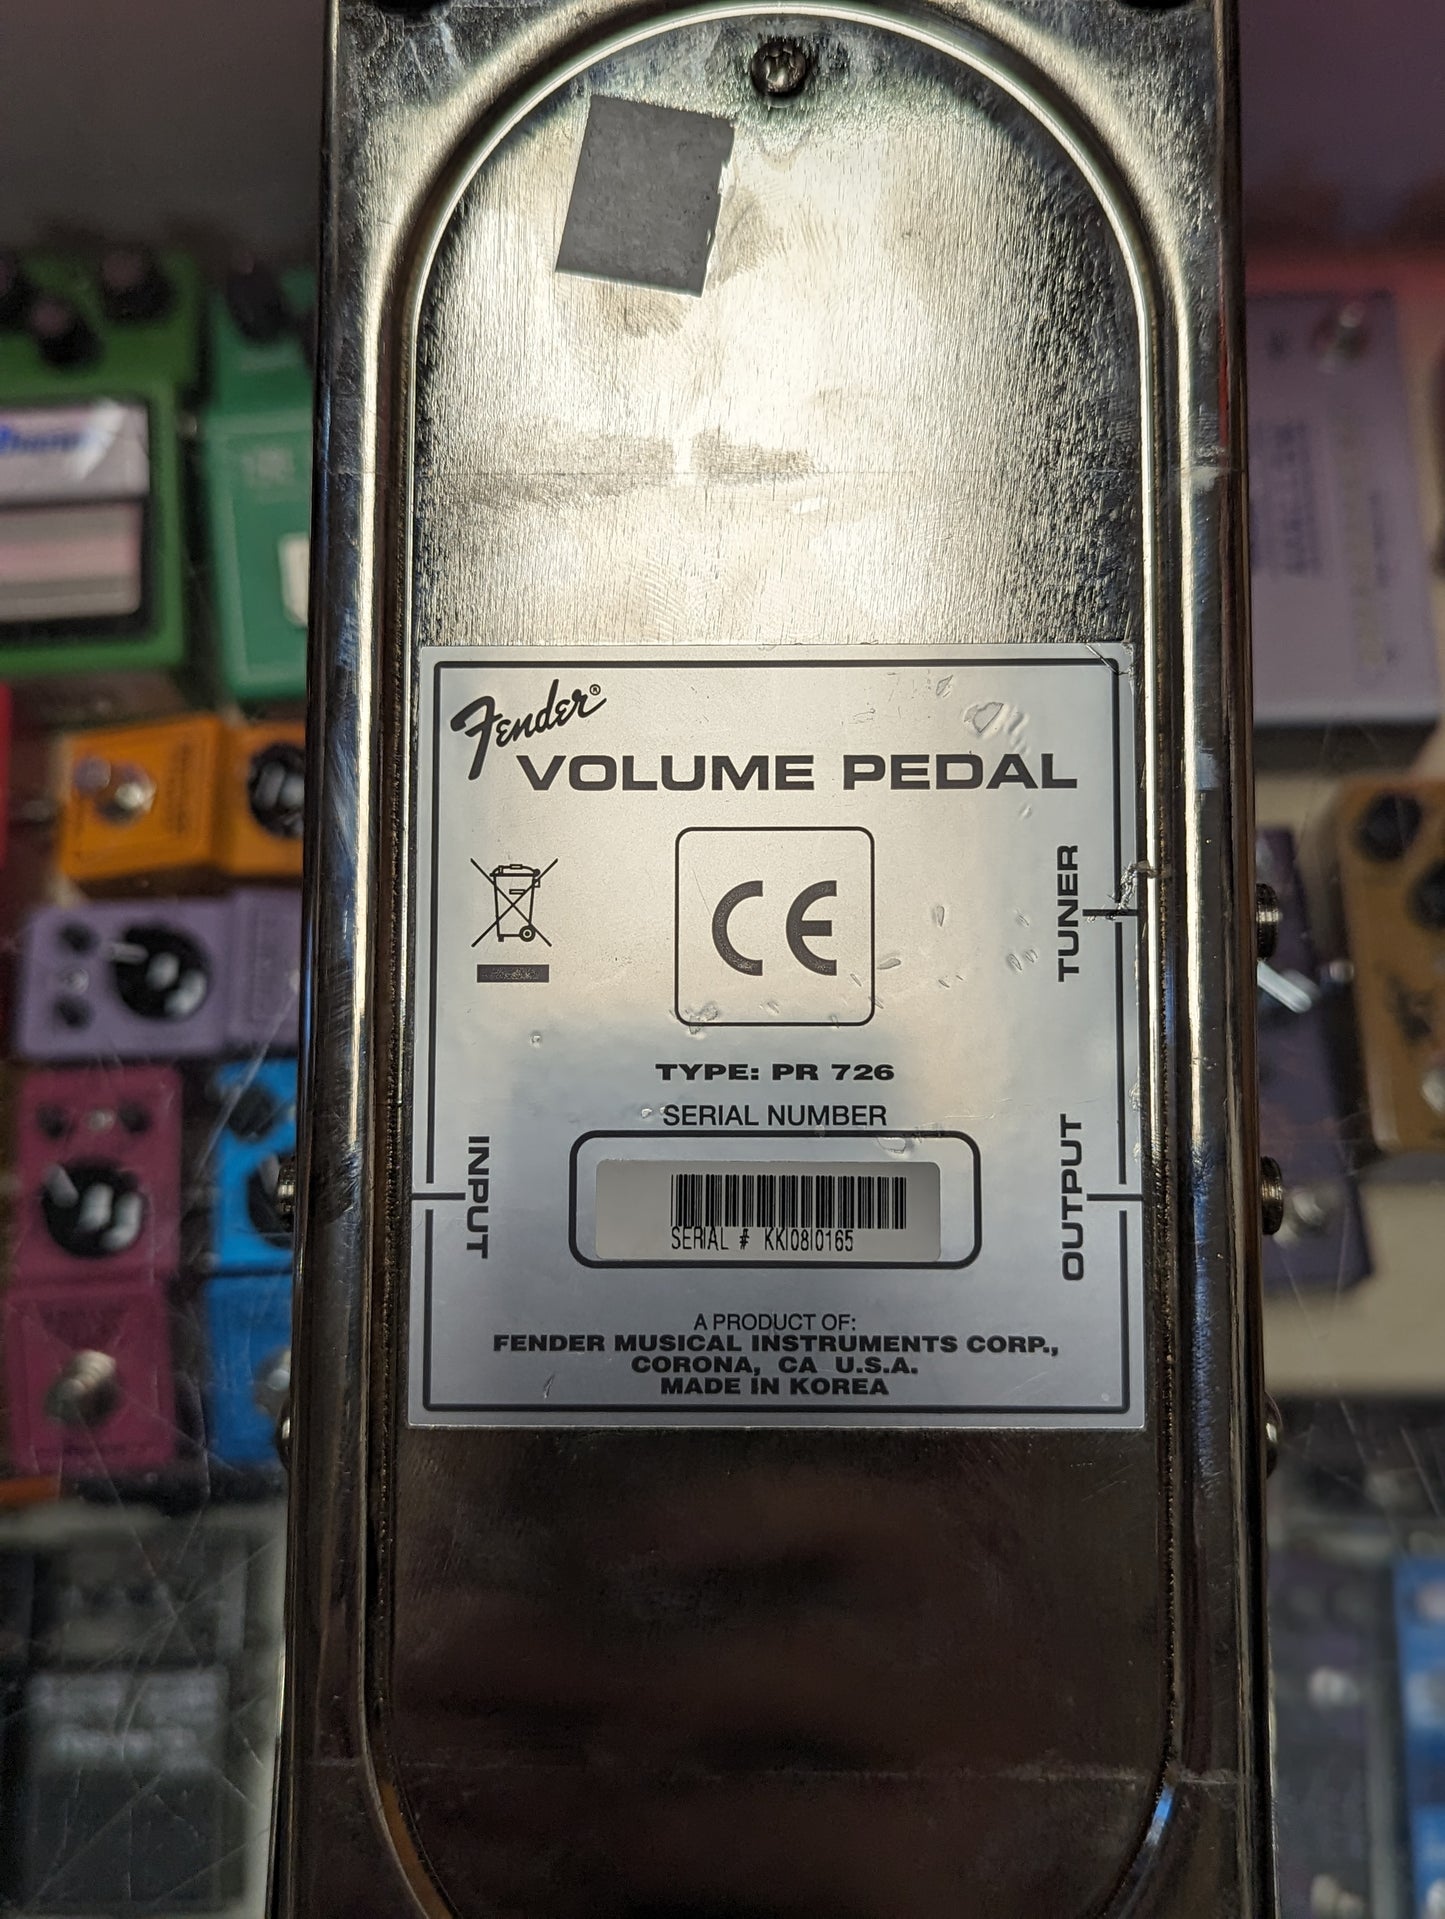 Fender®
VOLUME PEDAL
CE
TUNER
TYPE: PR 726
SERIAL NUMBER
INPUT
OUTPUT
SERIAL # KKI08I0165
A PRODUCT OF:
FENDER MUSICAL INSTRUMENTS CORP.,
CORONA, CA U.S.A.
MADE IN KOREA